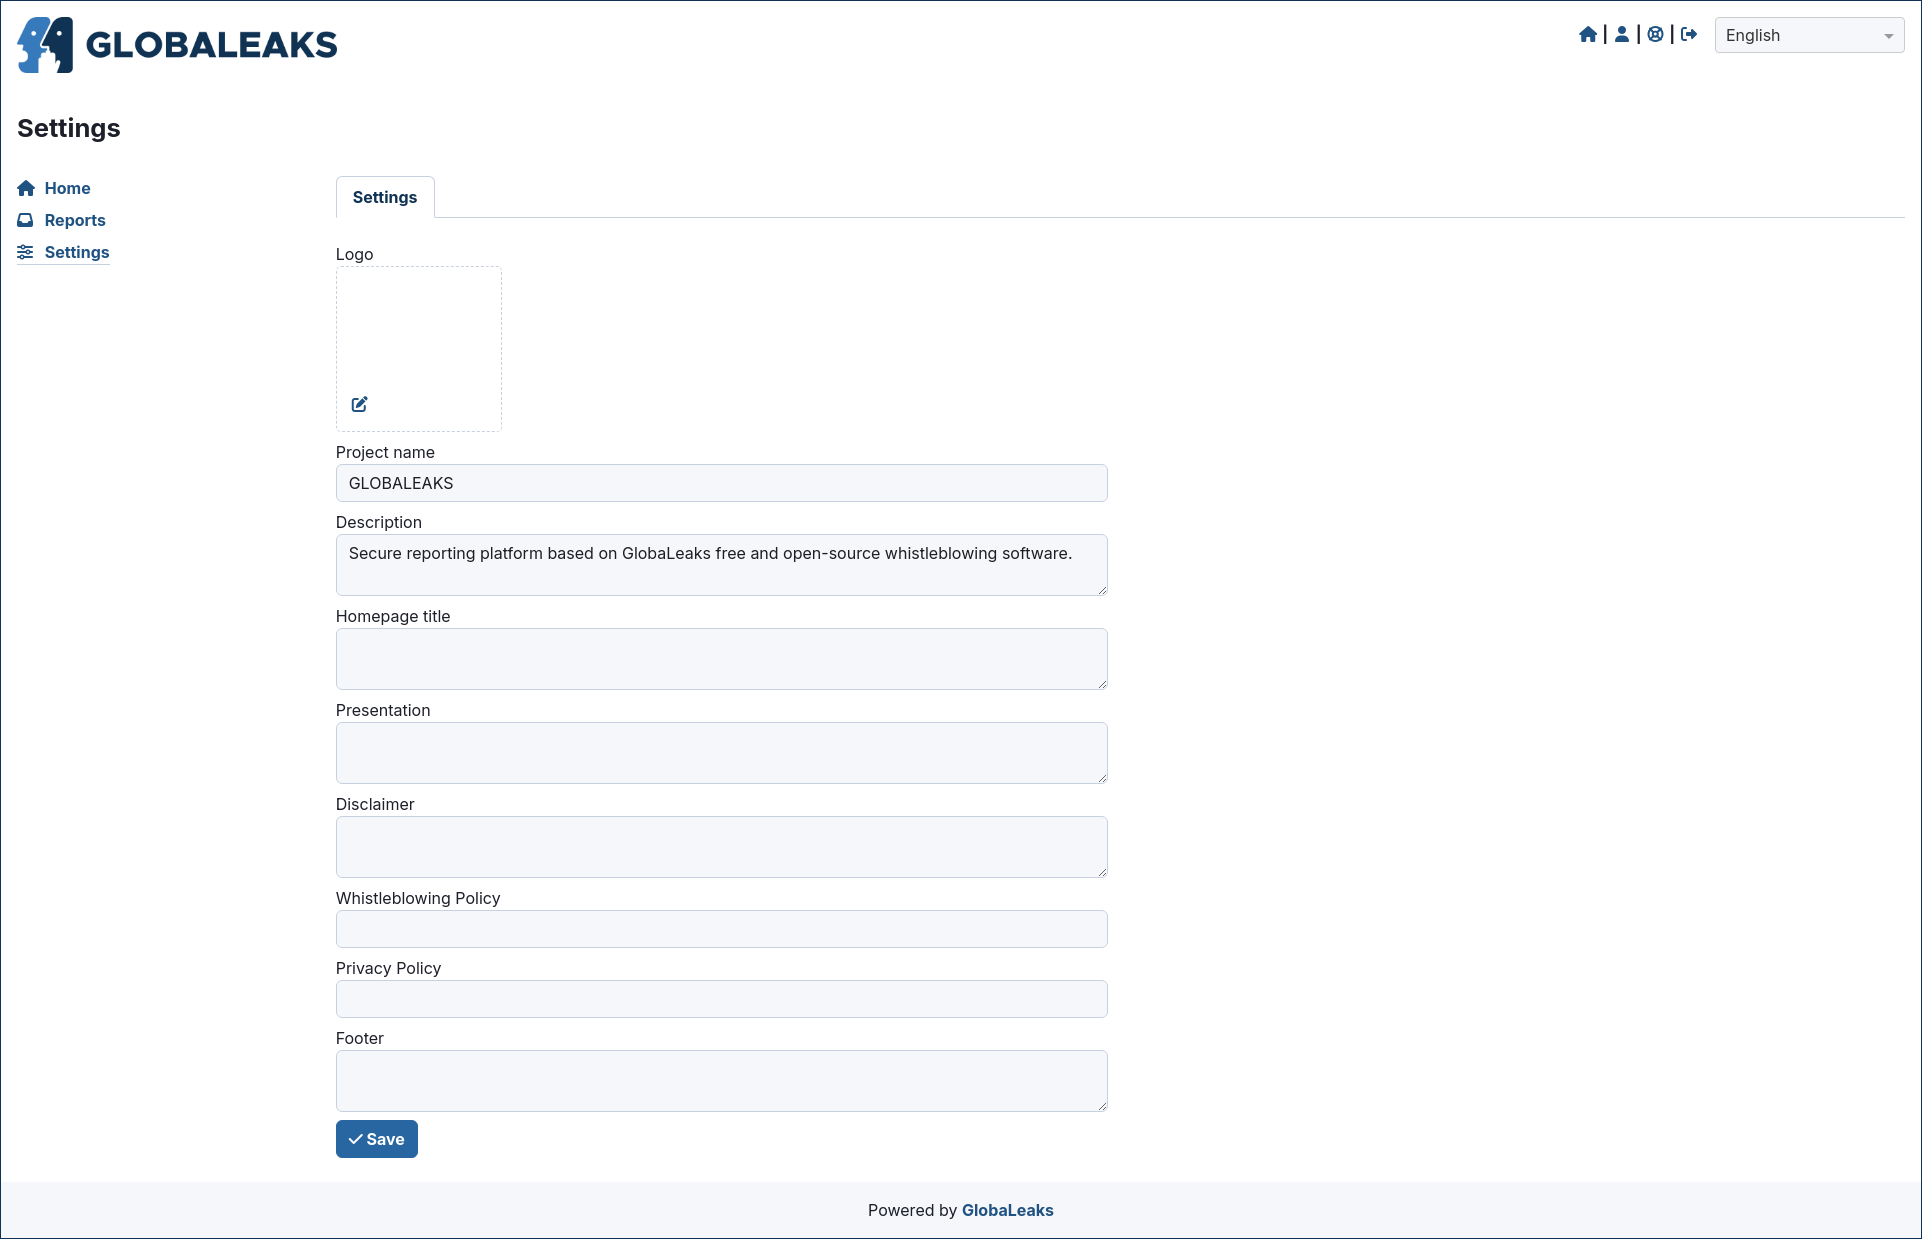 GLOBALEAKS
| | |
English
Settings
Home
Reports
Settings
Settings
Logo
Project name
GLOBALEAKS
Description
Secure reporting platform based on GlobaLeaks free and open-source whistleblowing software.
Homepage title
Presentation
Disclaimer
Whistleblowing Policy
Privacy Policy
Footer
Save
Powered by GlobaLeaks